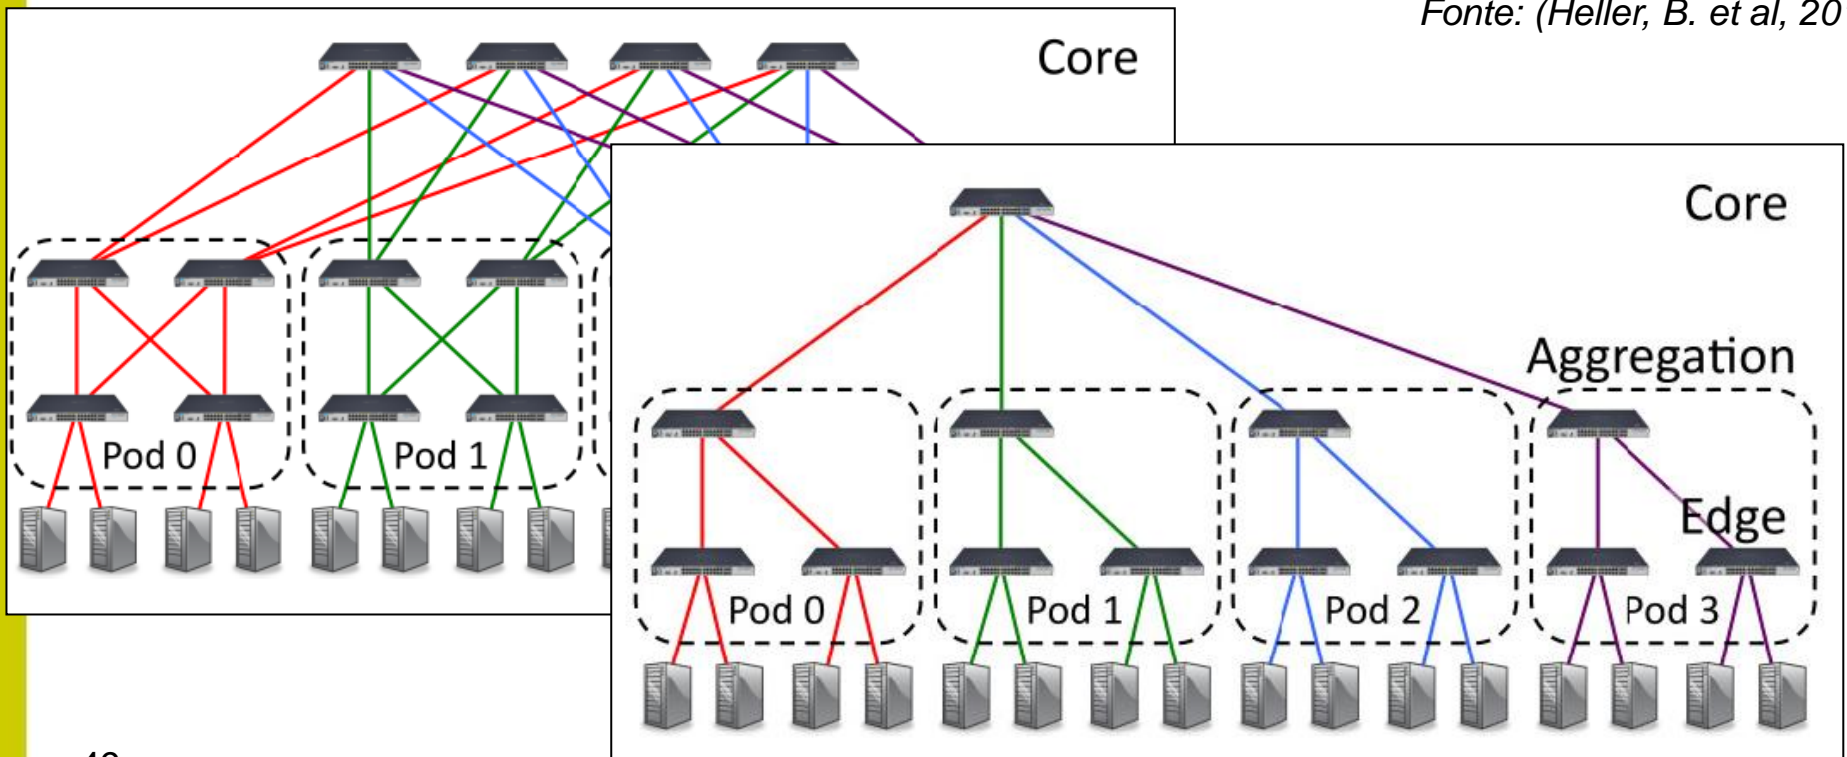 Fonte: (Heller, B. et al, 20
Core
Pod 0
Pod 1
Core
Aggregation
Edge
Pod 0
Pod 1
Pod 2
Pod 3